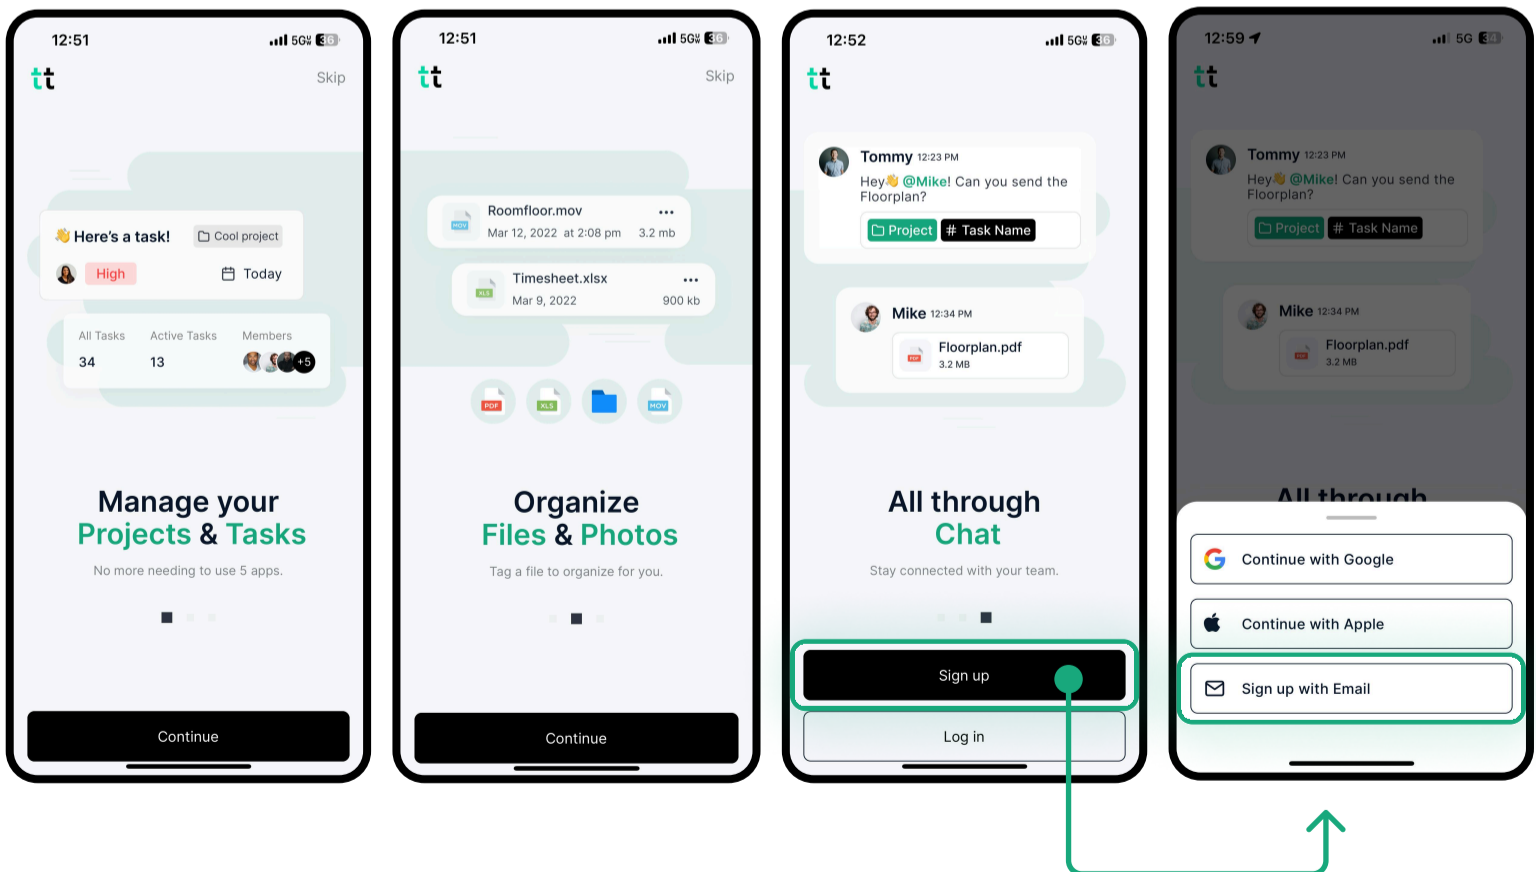 12:51
5G
36
tt
Skip
👋 Here's a task!
Cool project
High
Today
All Tasks
Active Tasks
Members
34
13
+5
Manage your
Projects & Tasks
No more needing to use 5 apps.
Continue
12:51
5G
36
tt
Skip
Roomfloor.mov
MOV
Mar 12, 2022 at 2:08 pm
3.2 mb
Timesheet.xlsx
XLS
Mar 9, 2022
900 kb
PDF
XLS
MOV
Organize
Files & Photos
Tag a file to organize for you.
Continue
12:52
5G
36
tt
Tommy 12:23 PM
Hey👋 @Mike! Can you send the
Floorplan?
Project
# Task Name
Mike 12:34 PM
Floorplan.pdf
PDF
3.2 MB
All through
Chat
Stay connected with your team.
Sign up
Log in
12:59
5G
34
tt
Tommy 12:23 PM
Hey👋 @Mike! Can you send the
Floorplan?
Project
# Task Name
Mike 12:34 PM
Floorplan.pdf
PDF
3.2 MB
All through
Continue with Google
Continue with Apple
Sign up with Email